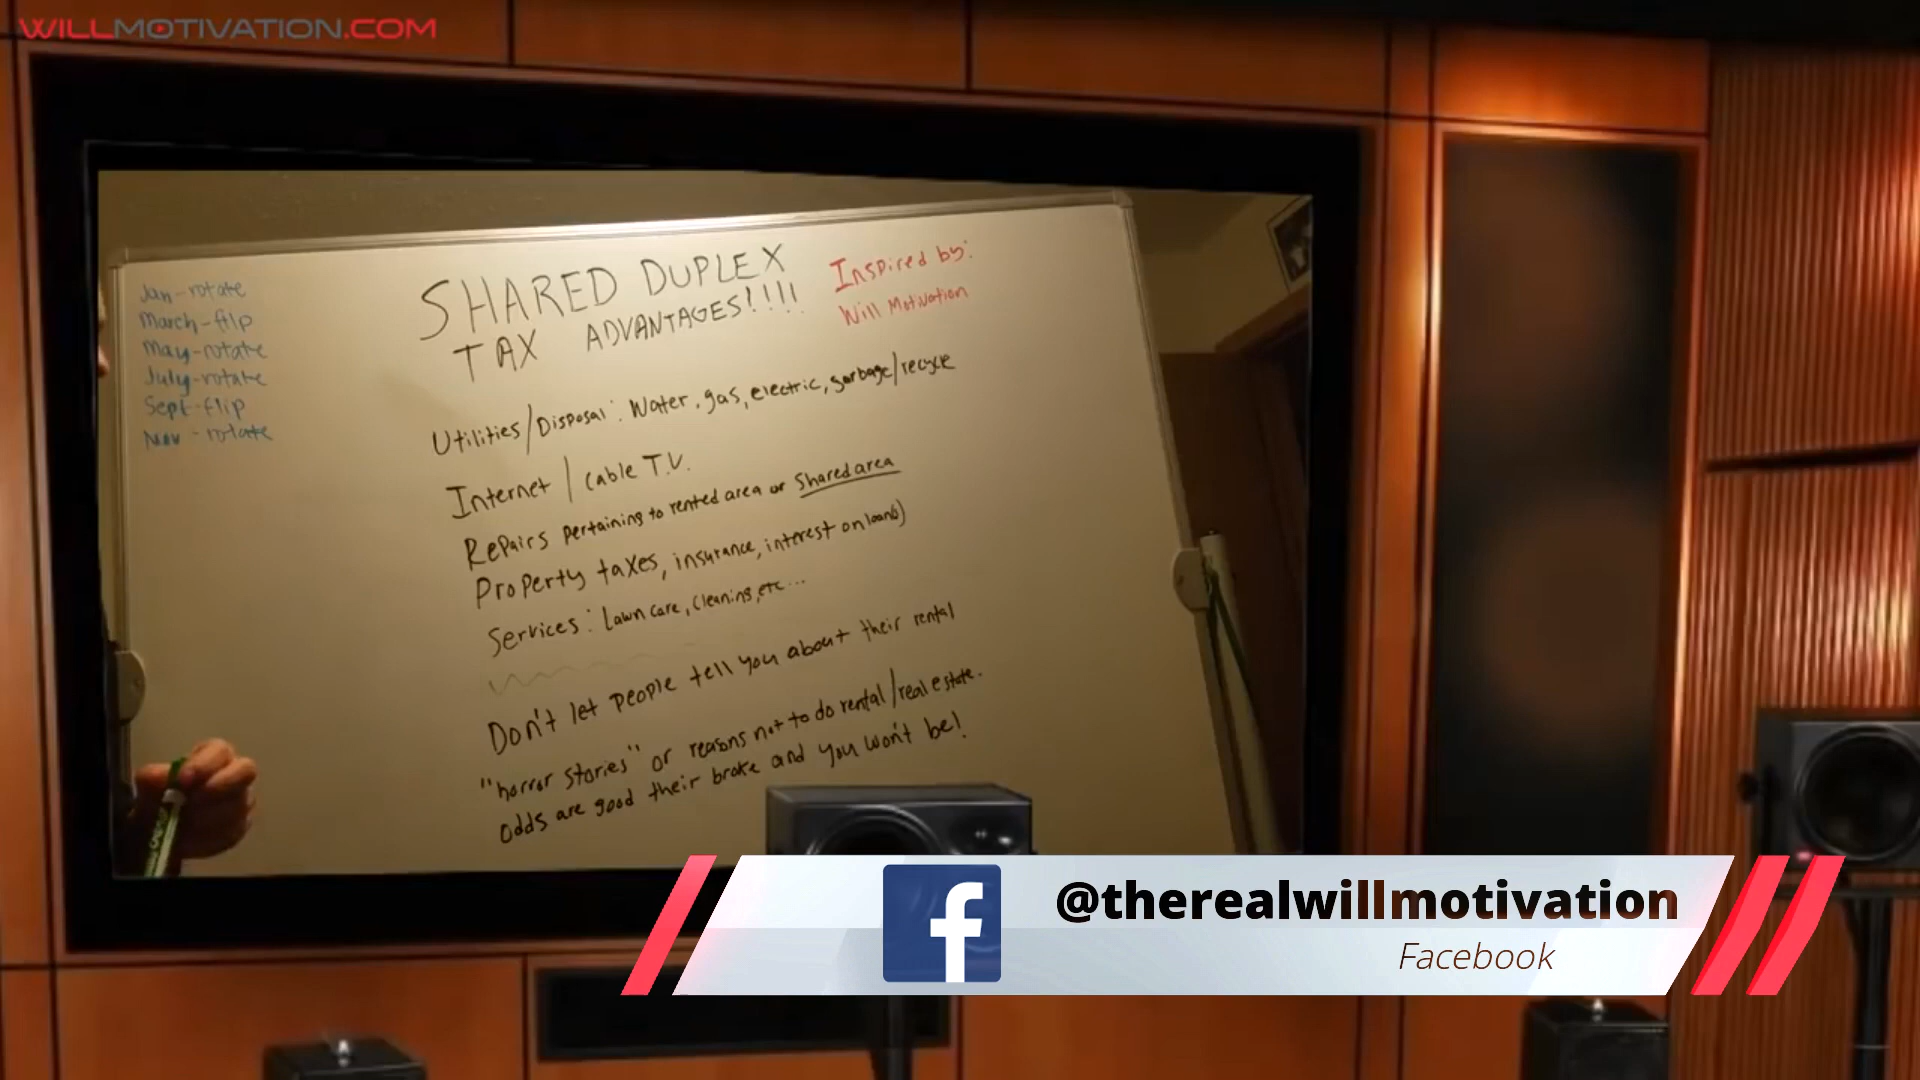 WILLMOTIVATION.COM
Jan-rotate
March-flip
May-rotate
July-rotate
Sept-flip
Nov-rotate
SHARED DUPLEX
TAX ADVANTAGES!!!!
Inspired by:
Will Motivation
Utilities/Disposal: Water, gas, electric, garbage/recycle
Internet / Cable T.V.
Repairs pertaining to rented area or Shared area
Property taxes, insurance, interest on loan(s)
Services: Lawn care, Cleaning, etc...
Don't let people tell you about their rental
"horror stories" or reasons not to do rental/real estate.
odds are good their broke and you won't be!
@therealwillmotivation
Facebook